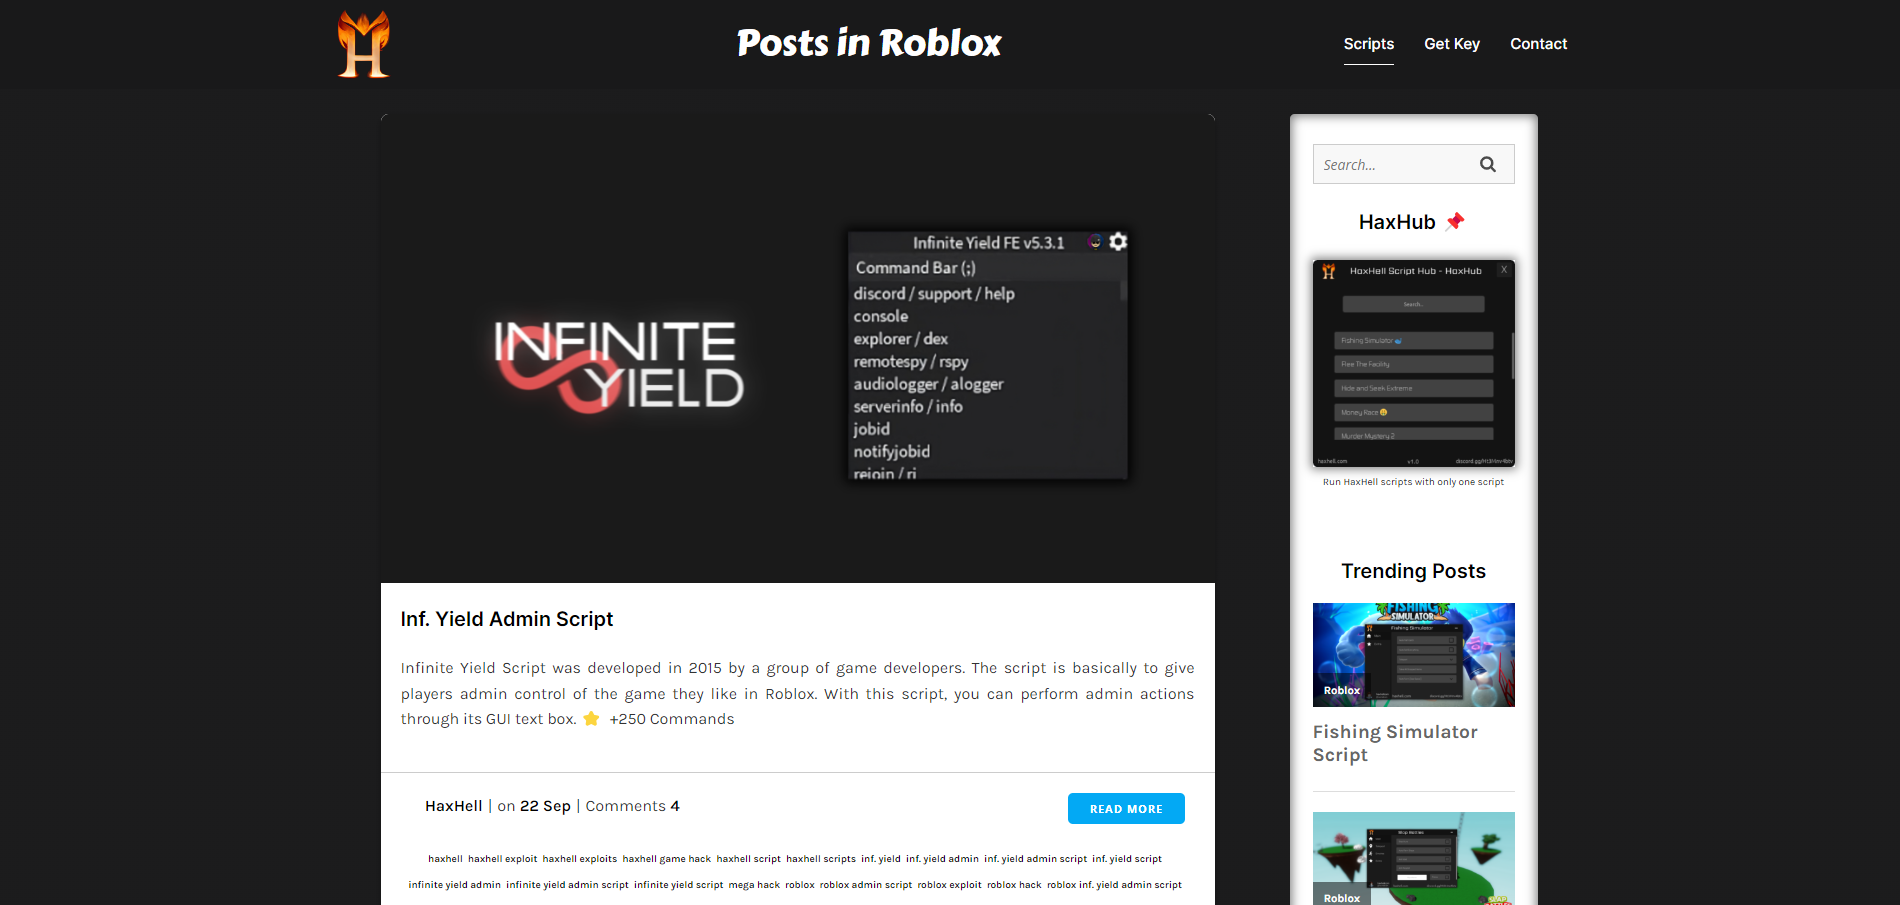 Posts in Roblox
Scripts
Get Key
Contact
INFINITE
YIELD
Infinite Yield FE v5.3.1
Command Bar (;)
discord / support / help
console
explorer / dex
remotespy / rspy
audiologger / alogger
serverinfo / info
jobid
notifyjobid
rejoin / rj
Inf. Yield Admin Script
Infinite Yield Script was developed in 2015 by a group of game developers. The script is basically to give
players admin control of the game they like in Roblox. With this script, you can perform admin actions
through its GUI text box. ⭐ +250 Commands
HaxHell | on 22 Sep | Comments 4
READ MORE
haxhell haxhell exploit haxhell exploits haxhell game hack haxhell script haxhell scripts inf. yield inf. yield admin inf. yield admin script inf. yield script
infinite yield admin infinite yield admin script infinite yield script mega hack roblox roblox admin script roblox exploit roblox hack roblox inf. yield admin script
Search...
HaxHub 📌
HaxHell Script Hub - HaxHub
X
Search...
Fishing Simulator
Flee The Facility
Hide and Seek Extreme
Money Race
Murder Mystery 2
haxhell.com
v1.0
Run HaxHell scripts with only one script
Trending Posts
FISHING
SIMULATOR
Fishing Simulator
Roblox
Fishing Simulator
Script
Slap Battles
Roblox